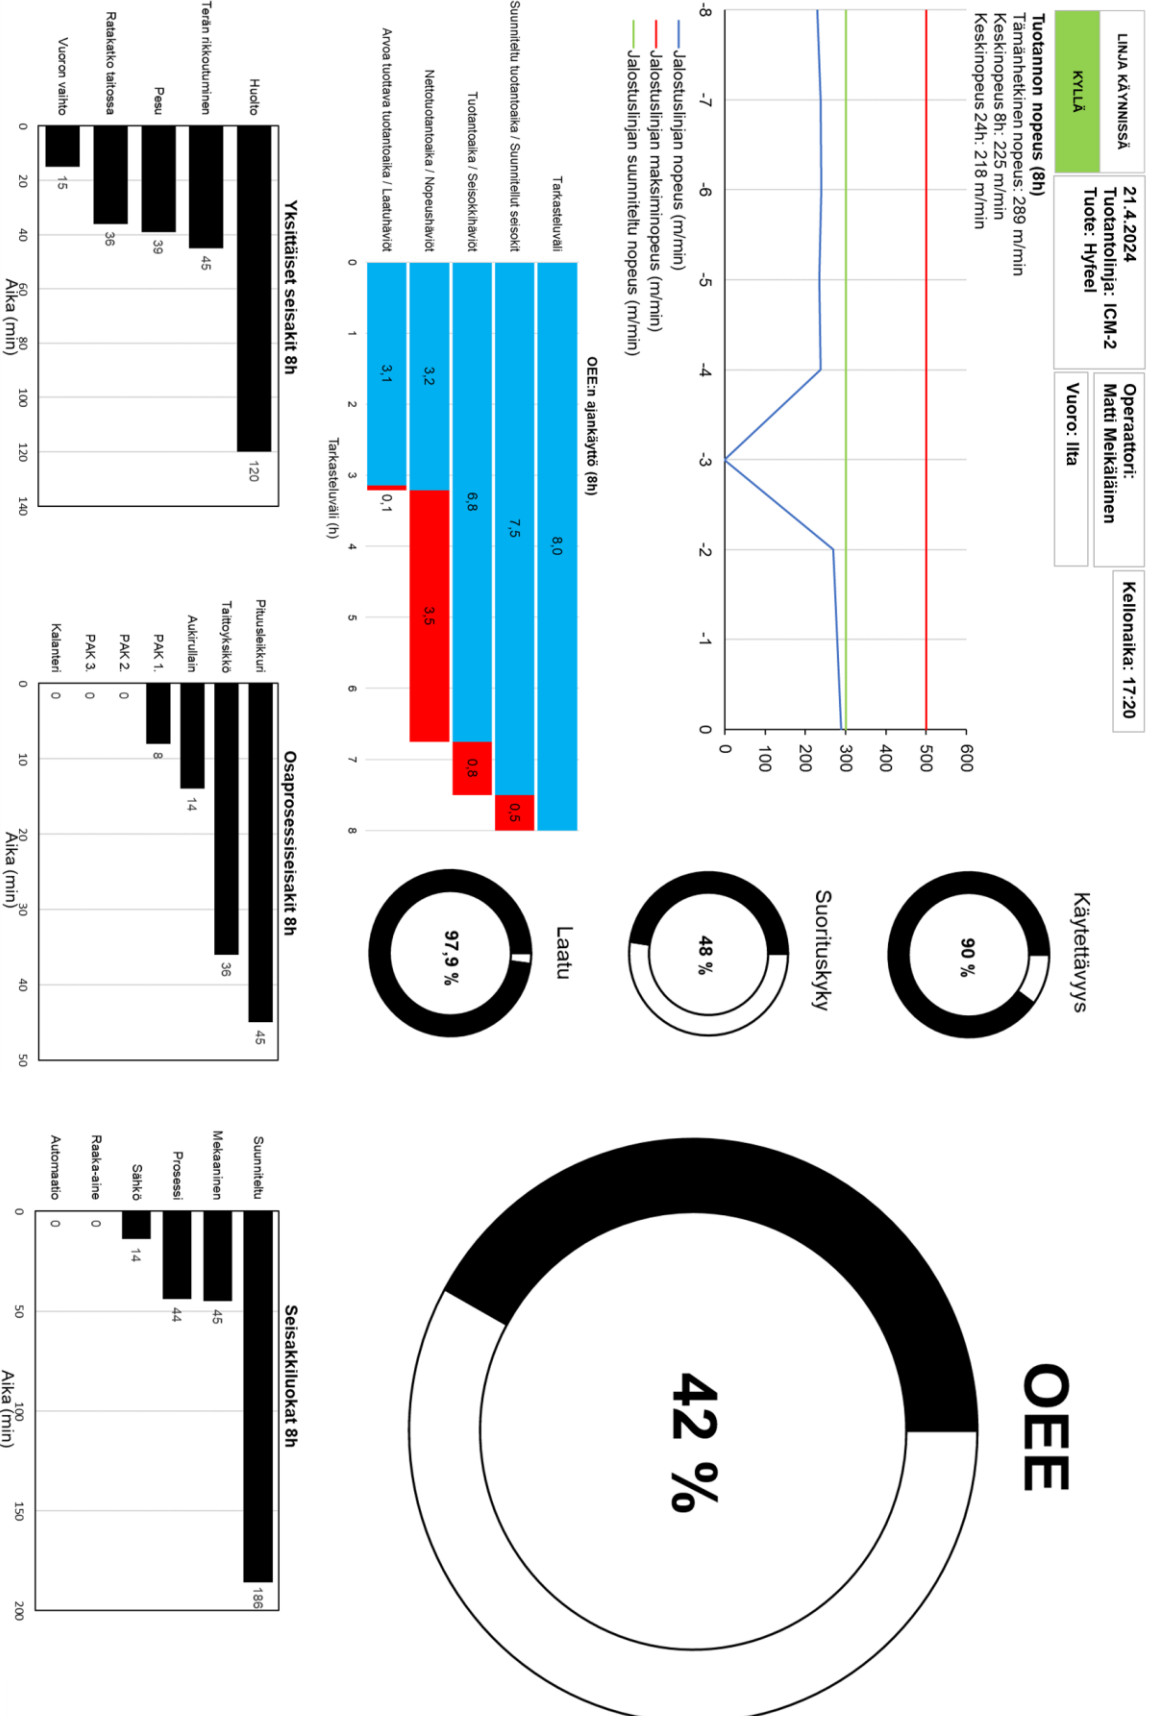 LINJA KÄYNNISSÄ
KYLLÄ
21.4.2024
Tuotantolinja: ICM-2
Tuote: Hyfeel
Operaattori:
Matti Meikäläinen
Vuoro: Ilta
Kellonaika: 17:20
Tuotannon nopeus (8h)
Tämänhetkinen nopeus: 289 m/min
Keskinopeus 8h: 225 m/min
Keskinopeus 24h: 218 m/min
600
500
400
300
200
100
0
-8 -7 -6 -5 -4 -3 -2 -1 0
Jalostuslinjan nopeus (m/min)
Jalostuslinjan maksiminopeus (m/min)
Jalostuslinjan suunniteltu nopeus (m/min)
Käytettävyys
90 %
Suorituskyky
48 %
Laatu
97,9 %
OEE
42 %
OEE:n ajankäyttö (8h)
Tarkasteluväli 8,0
Suunniteltu tuotantoaika / Suunnitellut seisokit 7,5 0,5
Tuotantoaika / Seisokkihäviöt 6,8 0,8
Nettotuotantoaika / Nopeushäviöt 3,2 3,5
Arvoa tuottava tuotantoaika / Laatuhäviöt 3,1 0,1
0 1 2 3 4 5 6 7 8
Tarkasteluväli (h)
Yksittäiset seisakit 8h
Huolto 120
Terän rikkoutuminen 45
Pesu 39
Ratakatko taitossa 36
Vuoron vaihto 15
0 20 40 60 80 100 120 140
Aika (min)
Osaprosessiseisakit 8h
Pituusleikkuri 45
Taittoyksikkö 36
Aukirullain 14
PAK 1. 8
PAK 2. 0
PAK 3. 0
Kalanteri 0
0 10 20 30 40 50
Aika (min)
Seisakkiluokat 8h
Suunniteltu 186
Mekaaninen 45
Prosessi 44
Sähkö 14
Raaka-aine 0
Automaatio 0
0 50 100 150 200
Aika (min)